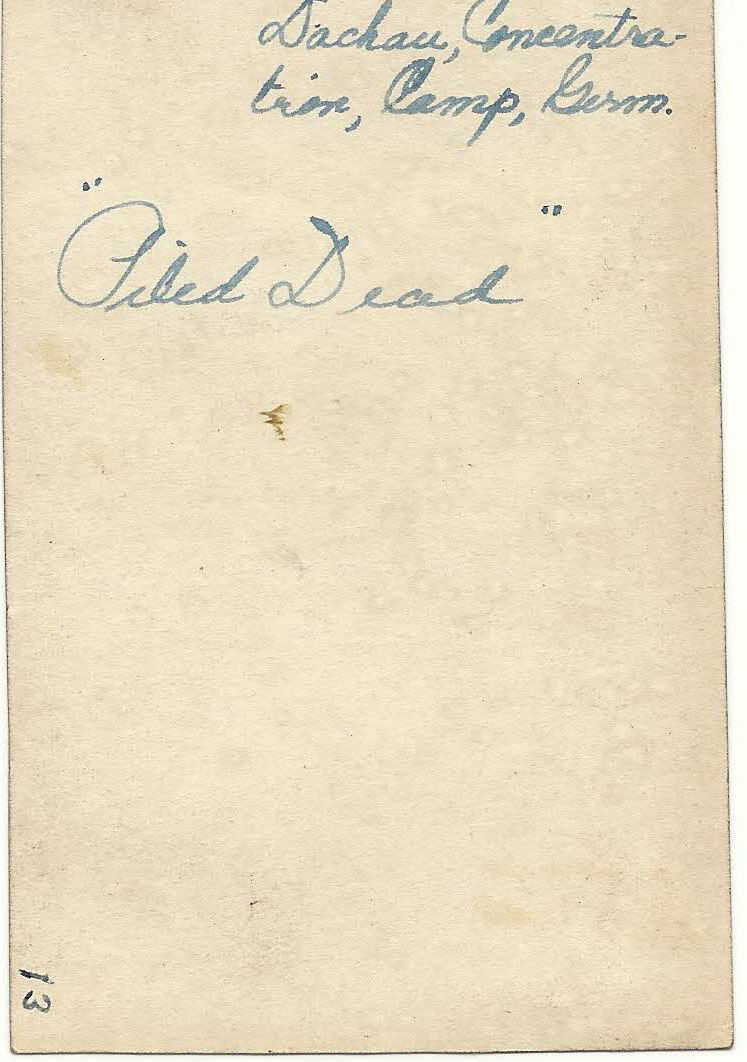 Dachau, Concentra-
tion, Camp, Germ.
"Piled Dead"
13